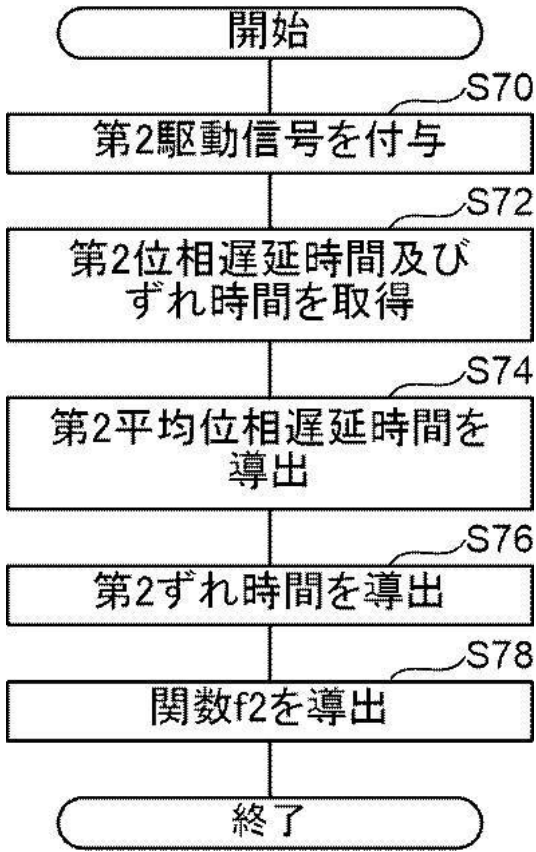 開始
S70
第2駆動信号を付与
S72
第2位相遅延時間及び
ずれ時間を取得
S74
第2平均位相遅延時間を
導出
S76
第2ずれ時間を導出
S78
関数f2を導出
終了